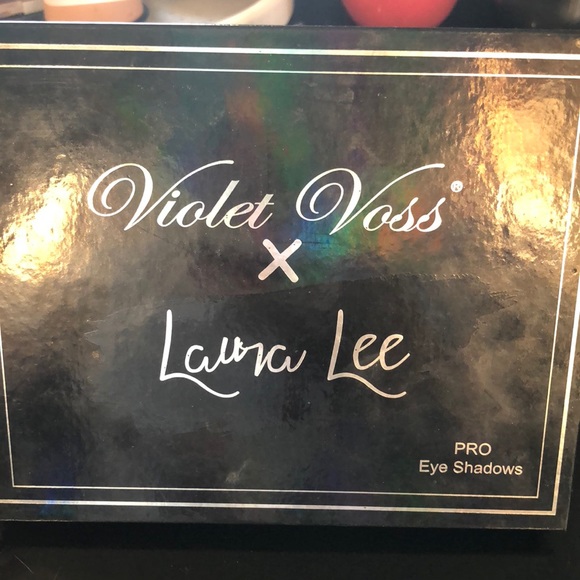 Violet Voss®
X
Laura Lee
PRO
Eye Shadows